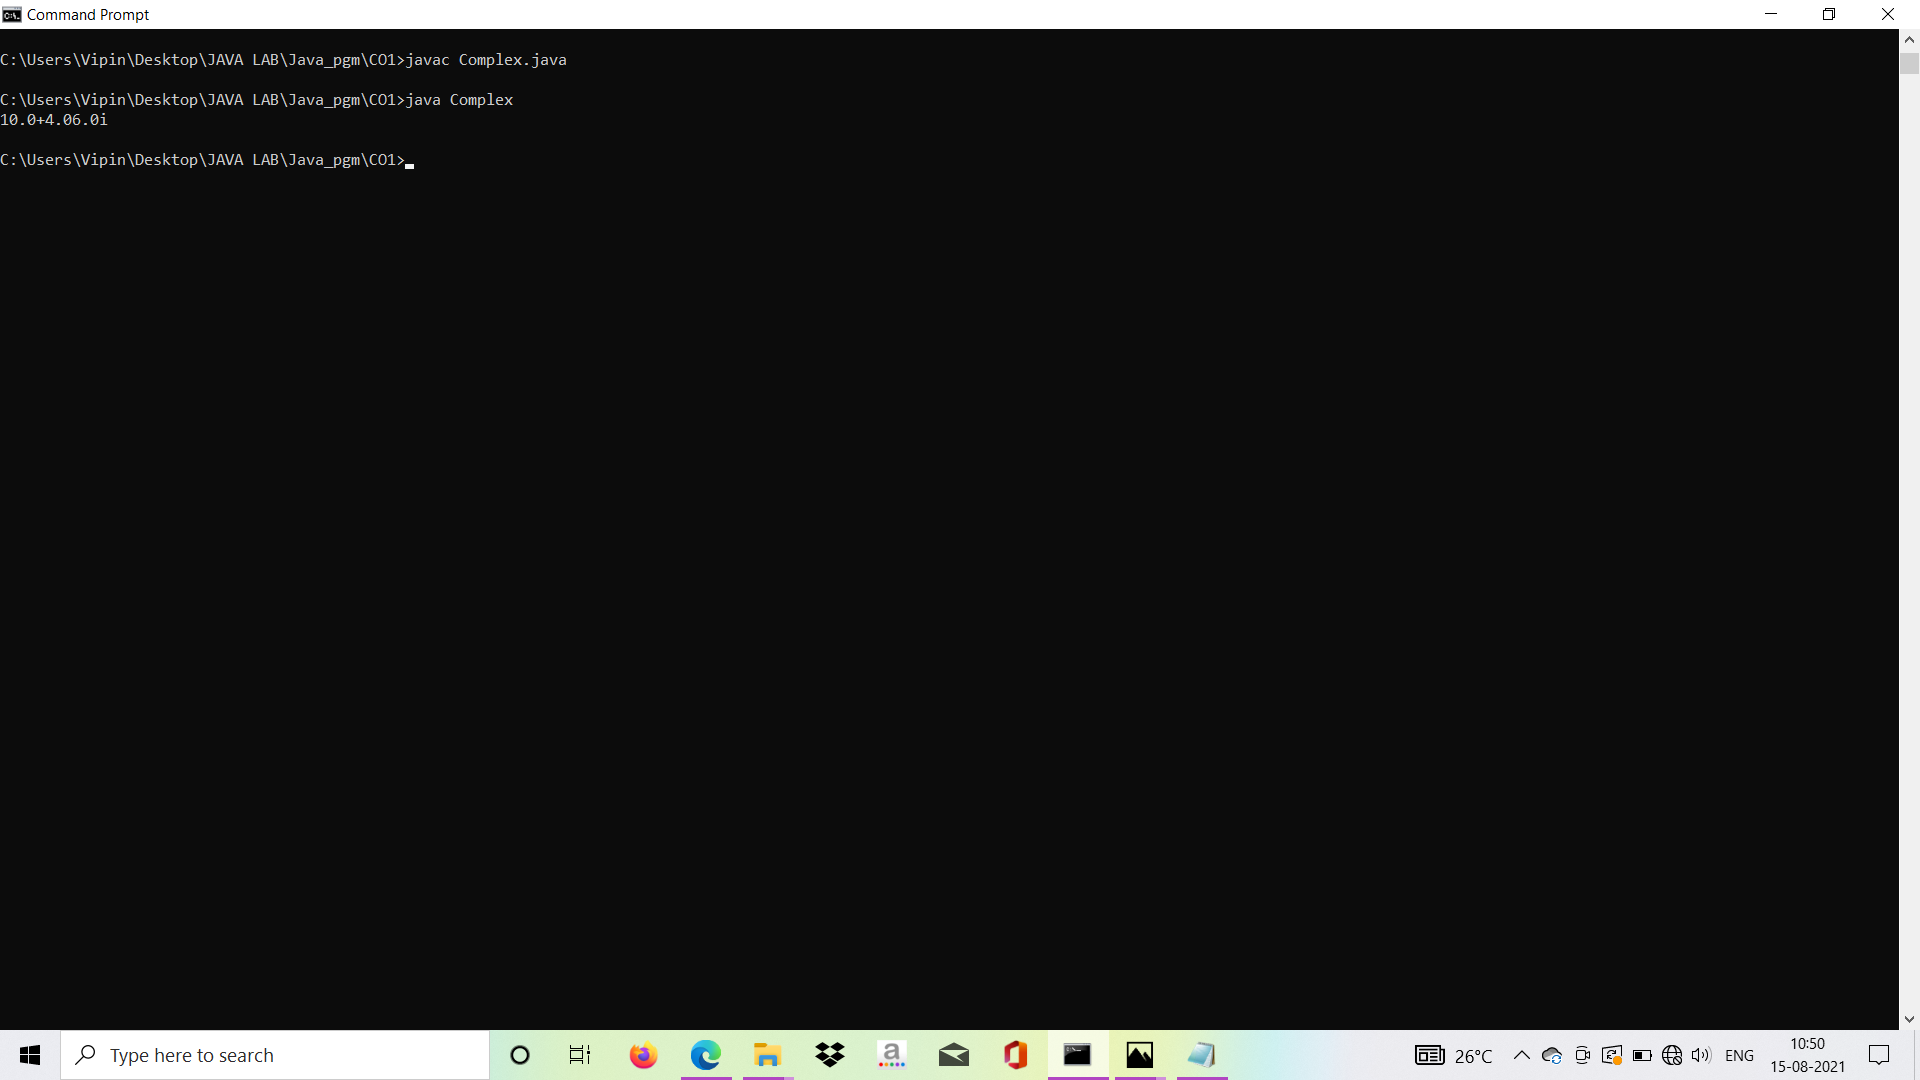 Command Prompt
C:\Users\Vipin\Desktop\JAVA LAB\Java_pgm\CO1>javac Complex.java
C:\Users\Vipin\Desktop\JAVA LAB\Java_pgm\CO1>java Complex
10.0+4.06.0i
C:\Users\Vipin\Desktop\JAVA LAB\Java_pgm\CO1>
Type here to search
26°C
ENG
10:50
15-08-2021